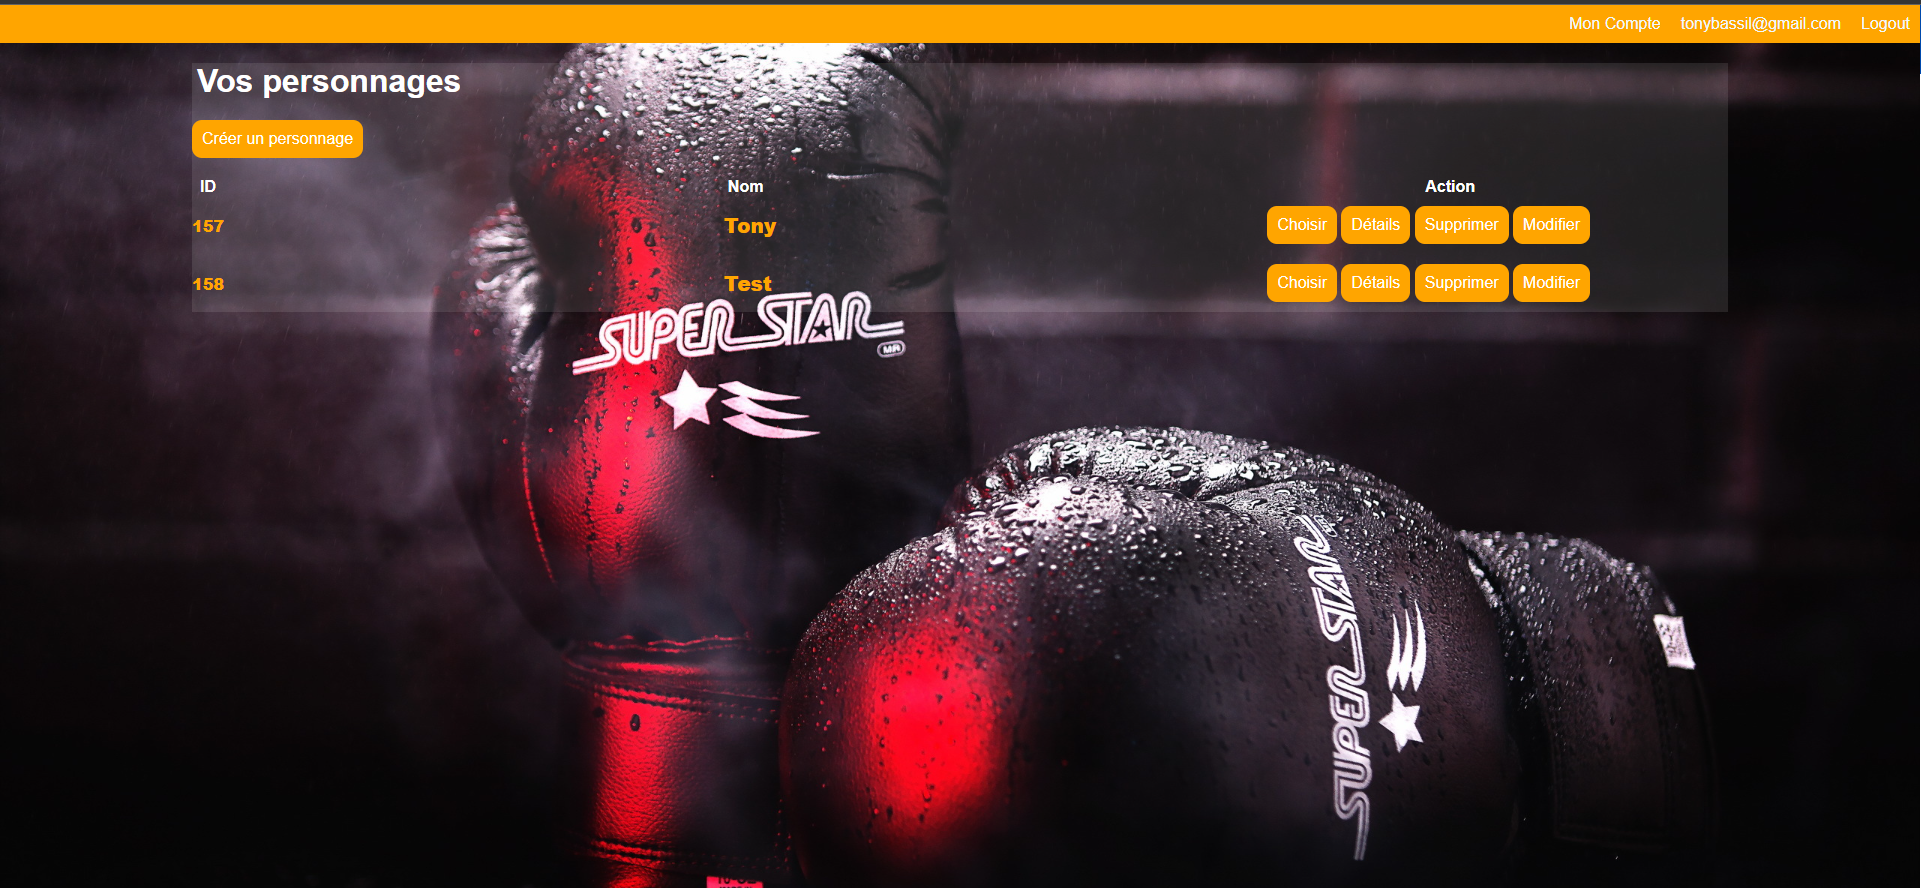 Mon Compte tonybassil@gmail.com Logout
Vos personnages
Créer un personnage
ID Nom Action
157 Tony Choisir Détails Supprimer Modifier
158 Test Choisir Détails Supprimer Modifier
SUPER STAR
MR
SUPER STAR